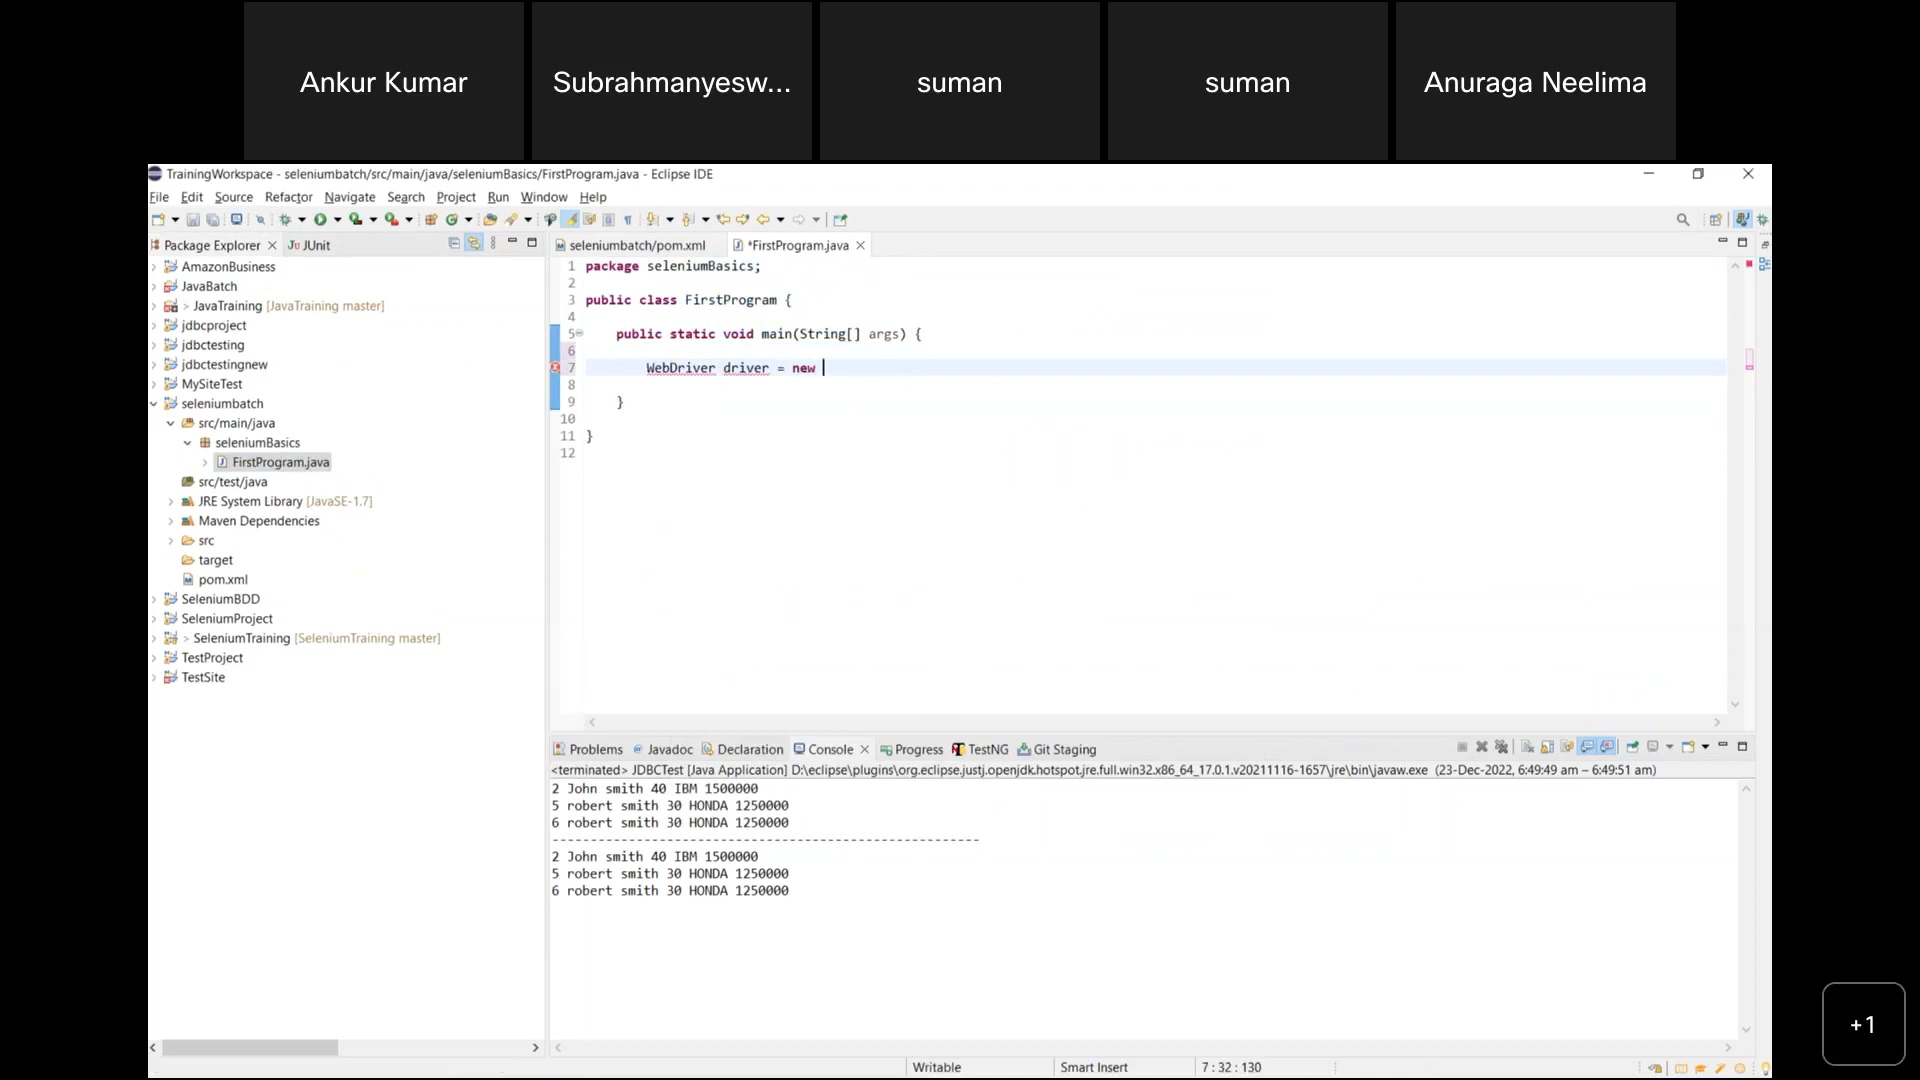 Ankur Kumar
Subrahmanyesw...
suman
suman
Anuraga Neelima
TrainingWorkspace - seleniumbatch/src/main/java/seleniumBasics/FirstProgram.java - Eclipse IDE
File Edit Source Refactor Navigate Search Project Run Window Help
Package Explorer
JUnit
AmazonBusiness
JavaBatch
> JavaTraining [JavaTraining master]
jdbcproject
jdbctesting
jdbctestingnew
MySiteTest
seleniumbatch
src/main/java
seleniumBasics
FirstProgram.java
src/test/java
JRE System Library [JavaSE-1.7]
Maven Dependencies
src
target
pom.xml
SeleniumBDD
SeleniumProject
> SeleniumTraining [SeleniumTraining master]
TestProject
TestSite
seleniumbatch/pom.xml
*FirstProgram.java
1 package seleniumBasics;
2
3 public class FirstProgram {
4
5 public static void main(String[] args) {
6
7 WebDriver driver = new
8
9 }
10
11 }
12
Problems Javadoc Declaration Console Progress TestNG Git Staging
<terminated> JDBCTest [Java Application] D:\eclipse\plugins\org.eclipse.justj.openjdk.hotspot.jre.full.win32.x86_64_17.0.1.v20211116-1657\jre\bin\javaw.exe (23-Dec-2022, 6:49:49 am – 6:49:51 am)
2 John smith 40 IBM 1500000
5 robert smith 30 HONDA 1250000
6 robert smith 30 HONDA 1250000
--------------------------------------------------------
2 John smith 40 IBM 1500000
5 robert smith 30 HONDA 1250000
6 robert smith 30 HONDA 1250000
Writable
Smart Insert
7 : 32 : 130
+1